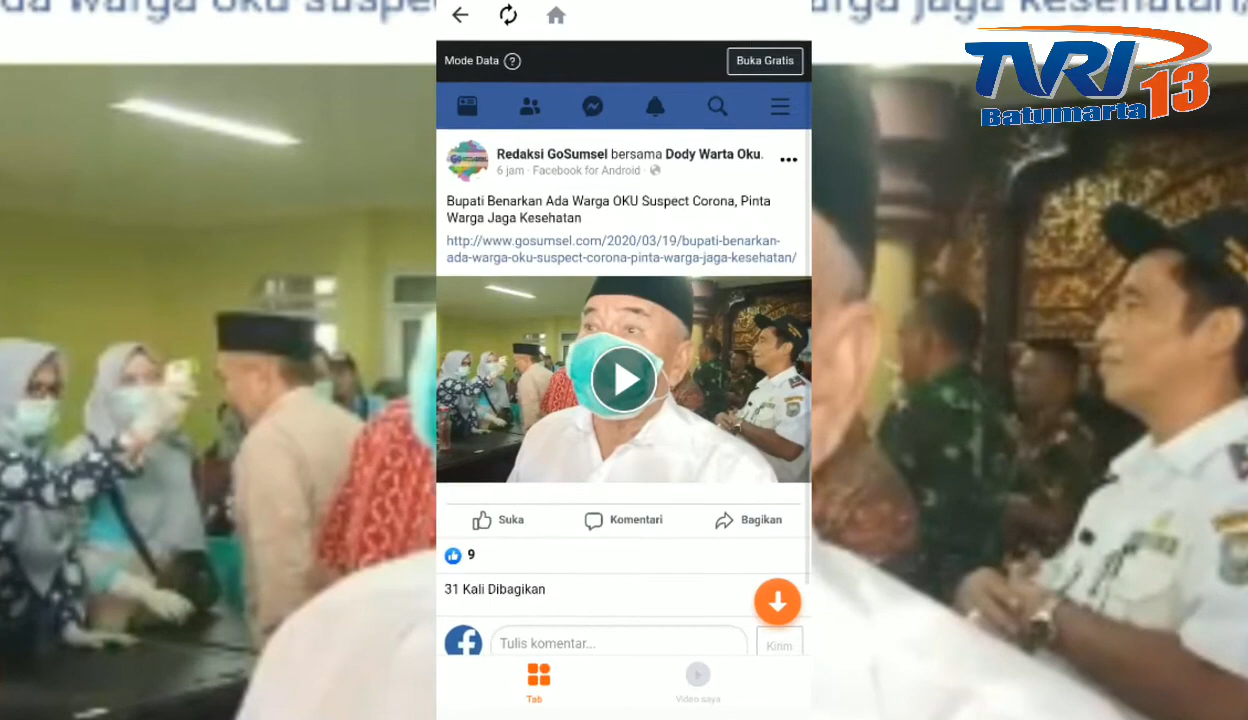 TVRI 13
Batumarta
Mode Data ?
Buka Gratis
Redaksi GoSumsel bersama Dody Warta Oku.
6 jam · Facebook for Android ·
Bupati Benarkan Ada Warga OKU Suspect Corona, Pinta
Warga Jaga Kesehatan
http://www.gosumsel.com/2020/03/19/bupati-benarkan-
ada-warga-oku-suspect-corona-pinta-warga-jaga-kesehatan/
Suka
Komentari
Bagikan
9
31 Kali Dibagikan
Tulis komentar...
Kirim
Tab
Video saya